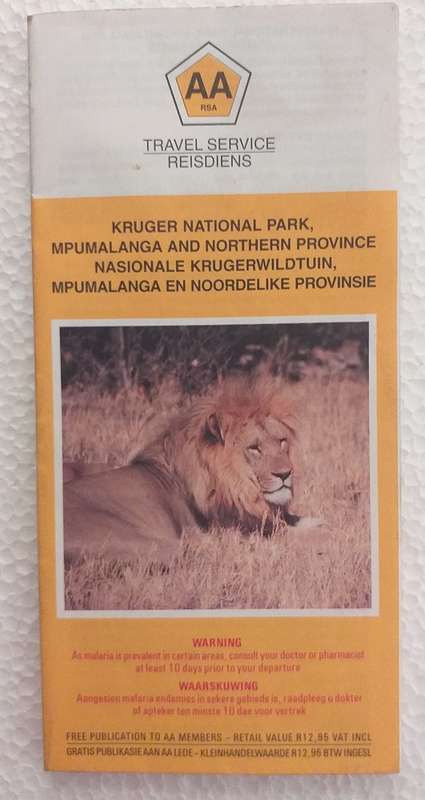 AA
RSA
TRAVEL SERVICE
REISDIENS
KRUGER NATIONAL PARK,
MPUMALANGA AND NORTHERN PROVINCE
NASIONALE KRUGERWILDTUIN,
MPUMALANGA EN NOORDELIKE PROVINSIE
WARNING
As malaria is prevalent in certain areas, consult your doctor or pharmacist
at least 10 days prior to your departure
WAARSKUWING
Aangesien malaria endemies in sekere gebiede is, raadpleeg u dokter
of apteker ten minste 10 dae voor vertrek
FREE PUBLICATION TO AA MEMBERS - RETAIL VALUE R12,95 VAT INCL
GRATIS PUBLIKASIE AAN AA LEDE - KLEINHANDELWAARDE R12,95 BTW INGESL